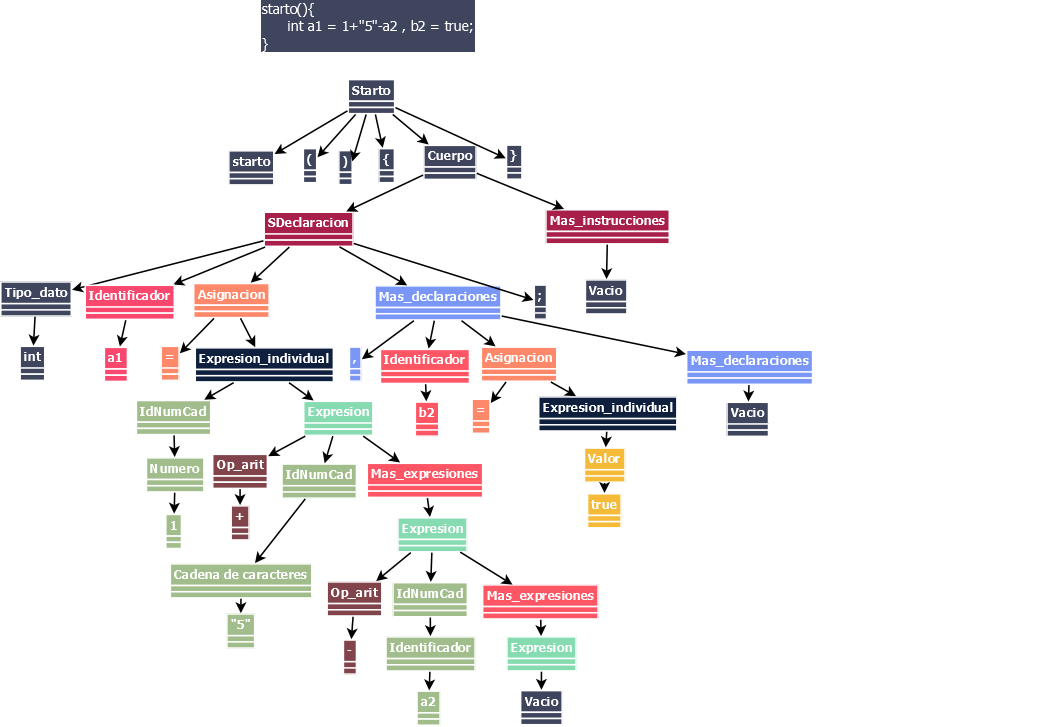 starto(){
int a1 = 1+"5"-a2 , b2 = true;
}
Starto
starto ( ) { Cuerpo }
SDeclaracion Mas_instrucciones
Tipo_dato Identificador Asignacion Mas_declaraciones ; Vacio
int a1 = Expresion_individual , Identificador Asignacion Mas_declaraciones
IdNumCad Expresion b2 = Expresion_individual Vacio
Numero Op_arit IdNumCad Mas_expresiones Valor
1 + Expresion true
Cadena de caracteres Op_arit IdNumCad Mas_expresiones
"5" - Identificador Expresion
a2 Vacio